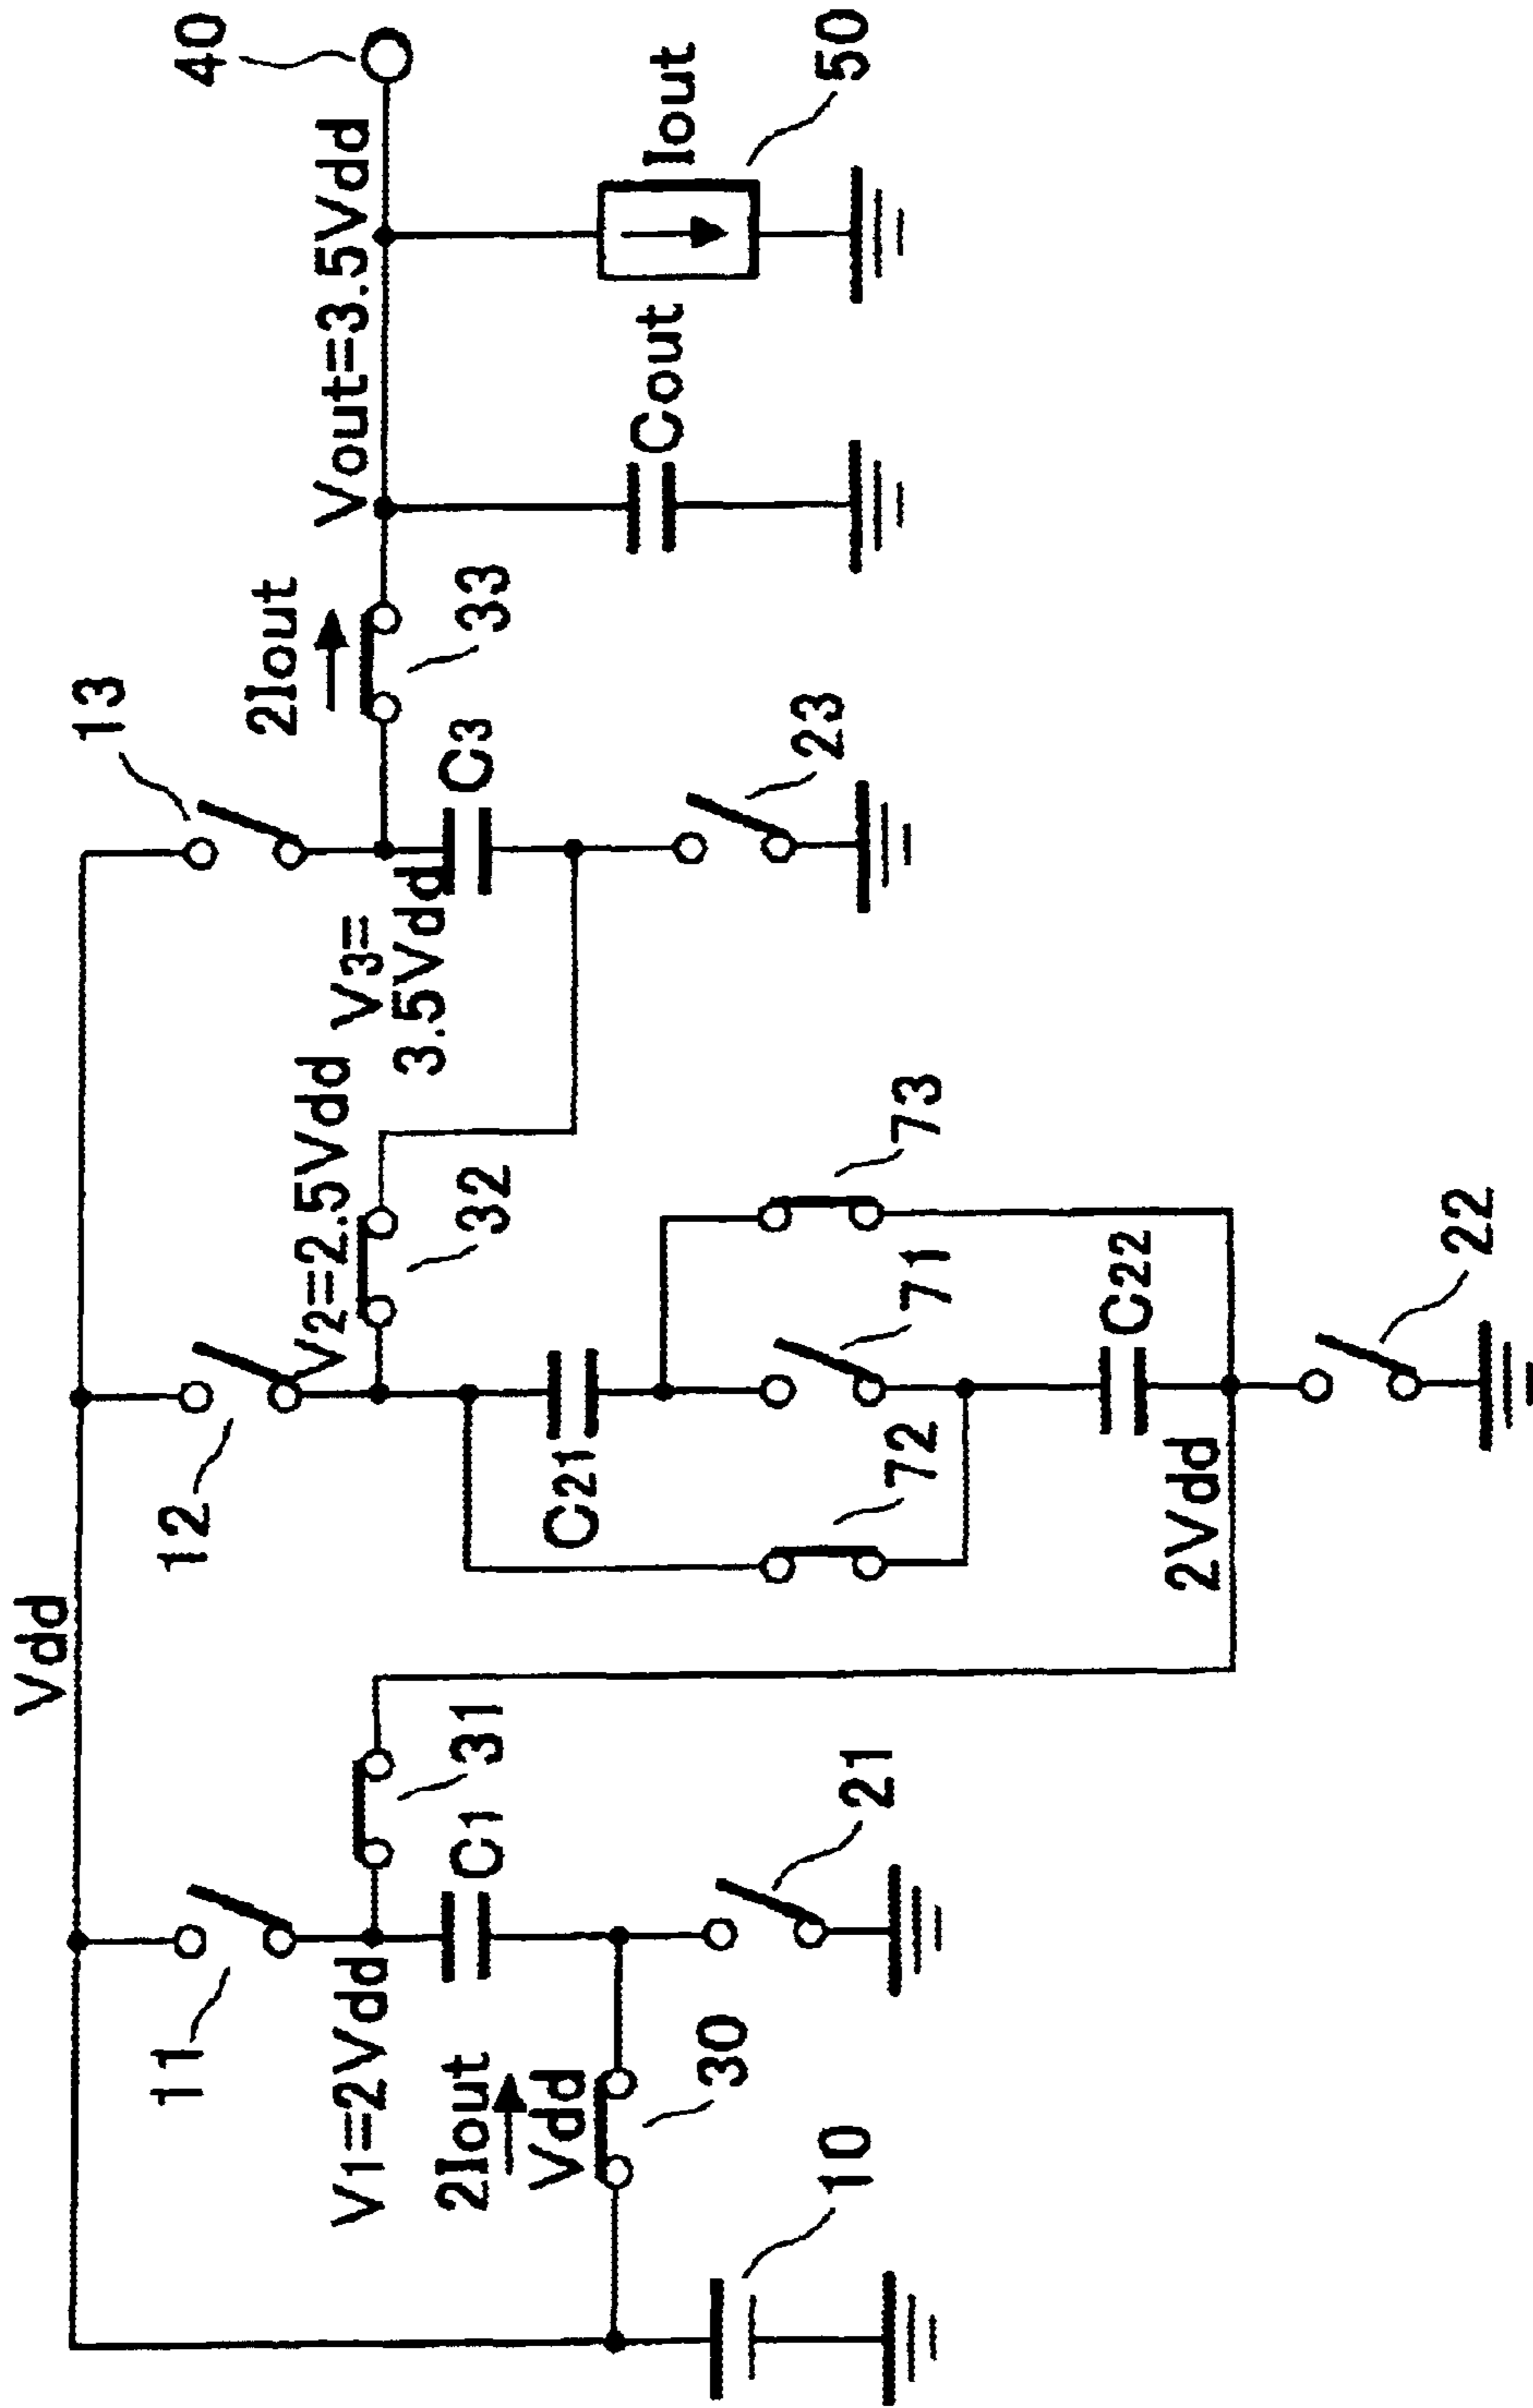 Vdd
11
12
13
40
V1=2Vdd
2Iout
Vdd
30
10
31
C1
21
V2=2.5Vdd
32
C21
72
71
73
C22
2Vdd
22
V3=
3.5Vdd
C3
23
2Iout
33
Vout=3.5Vdd
Cout
Iout
50